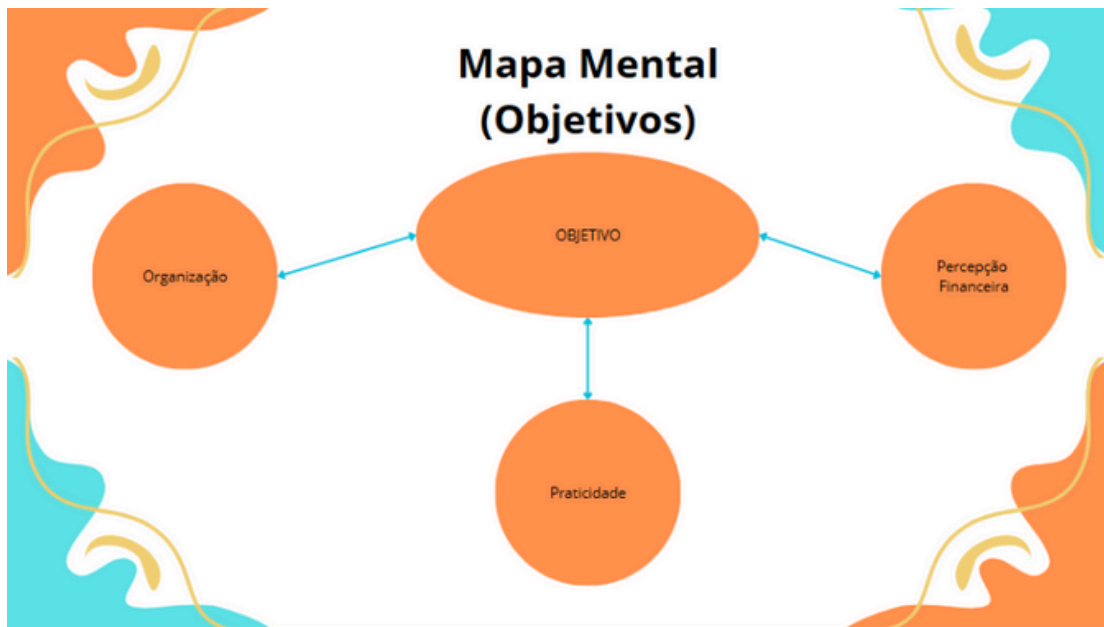 Mapa Mental
(Objetivos)
OBJETIVO
Organização
Percepção
Financeira
Praticidade